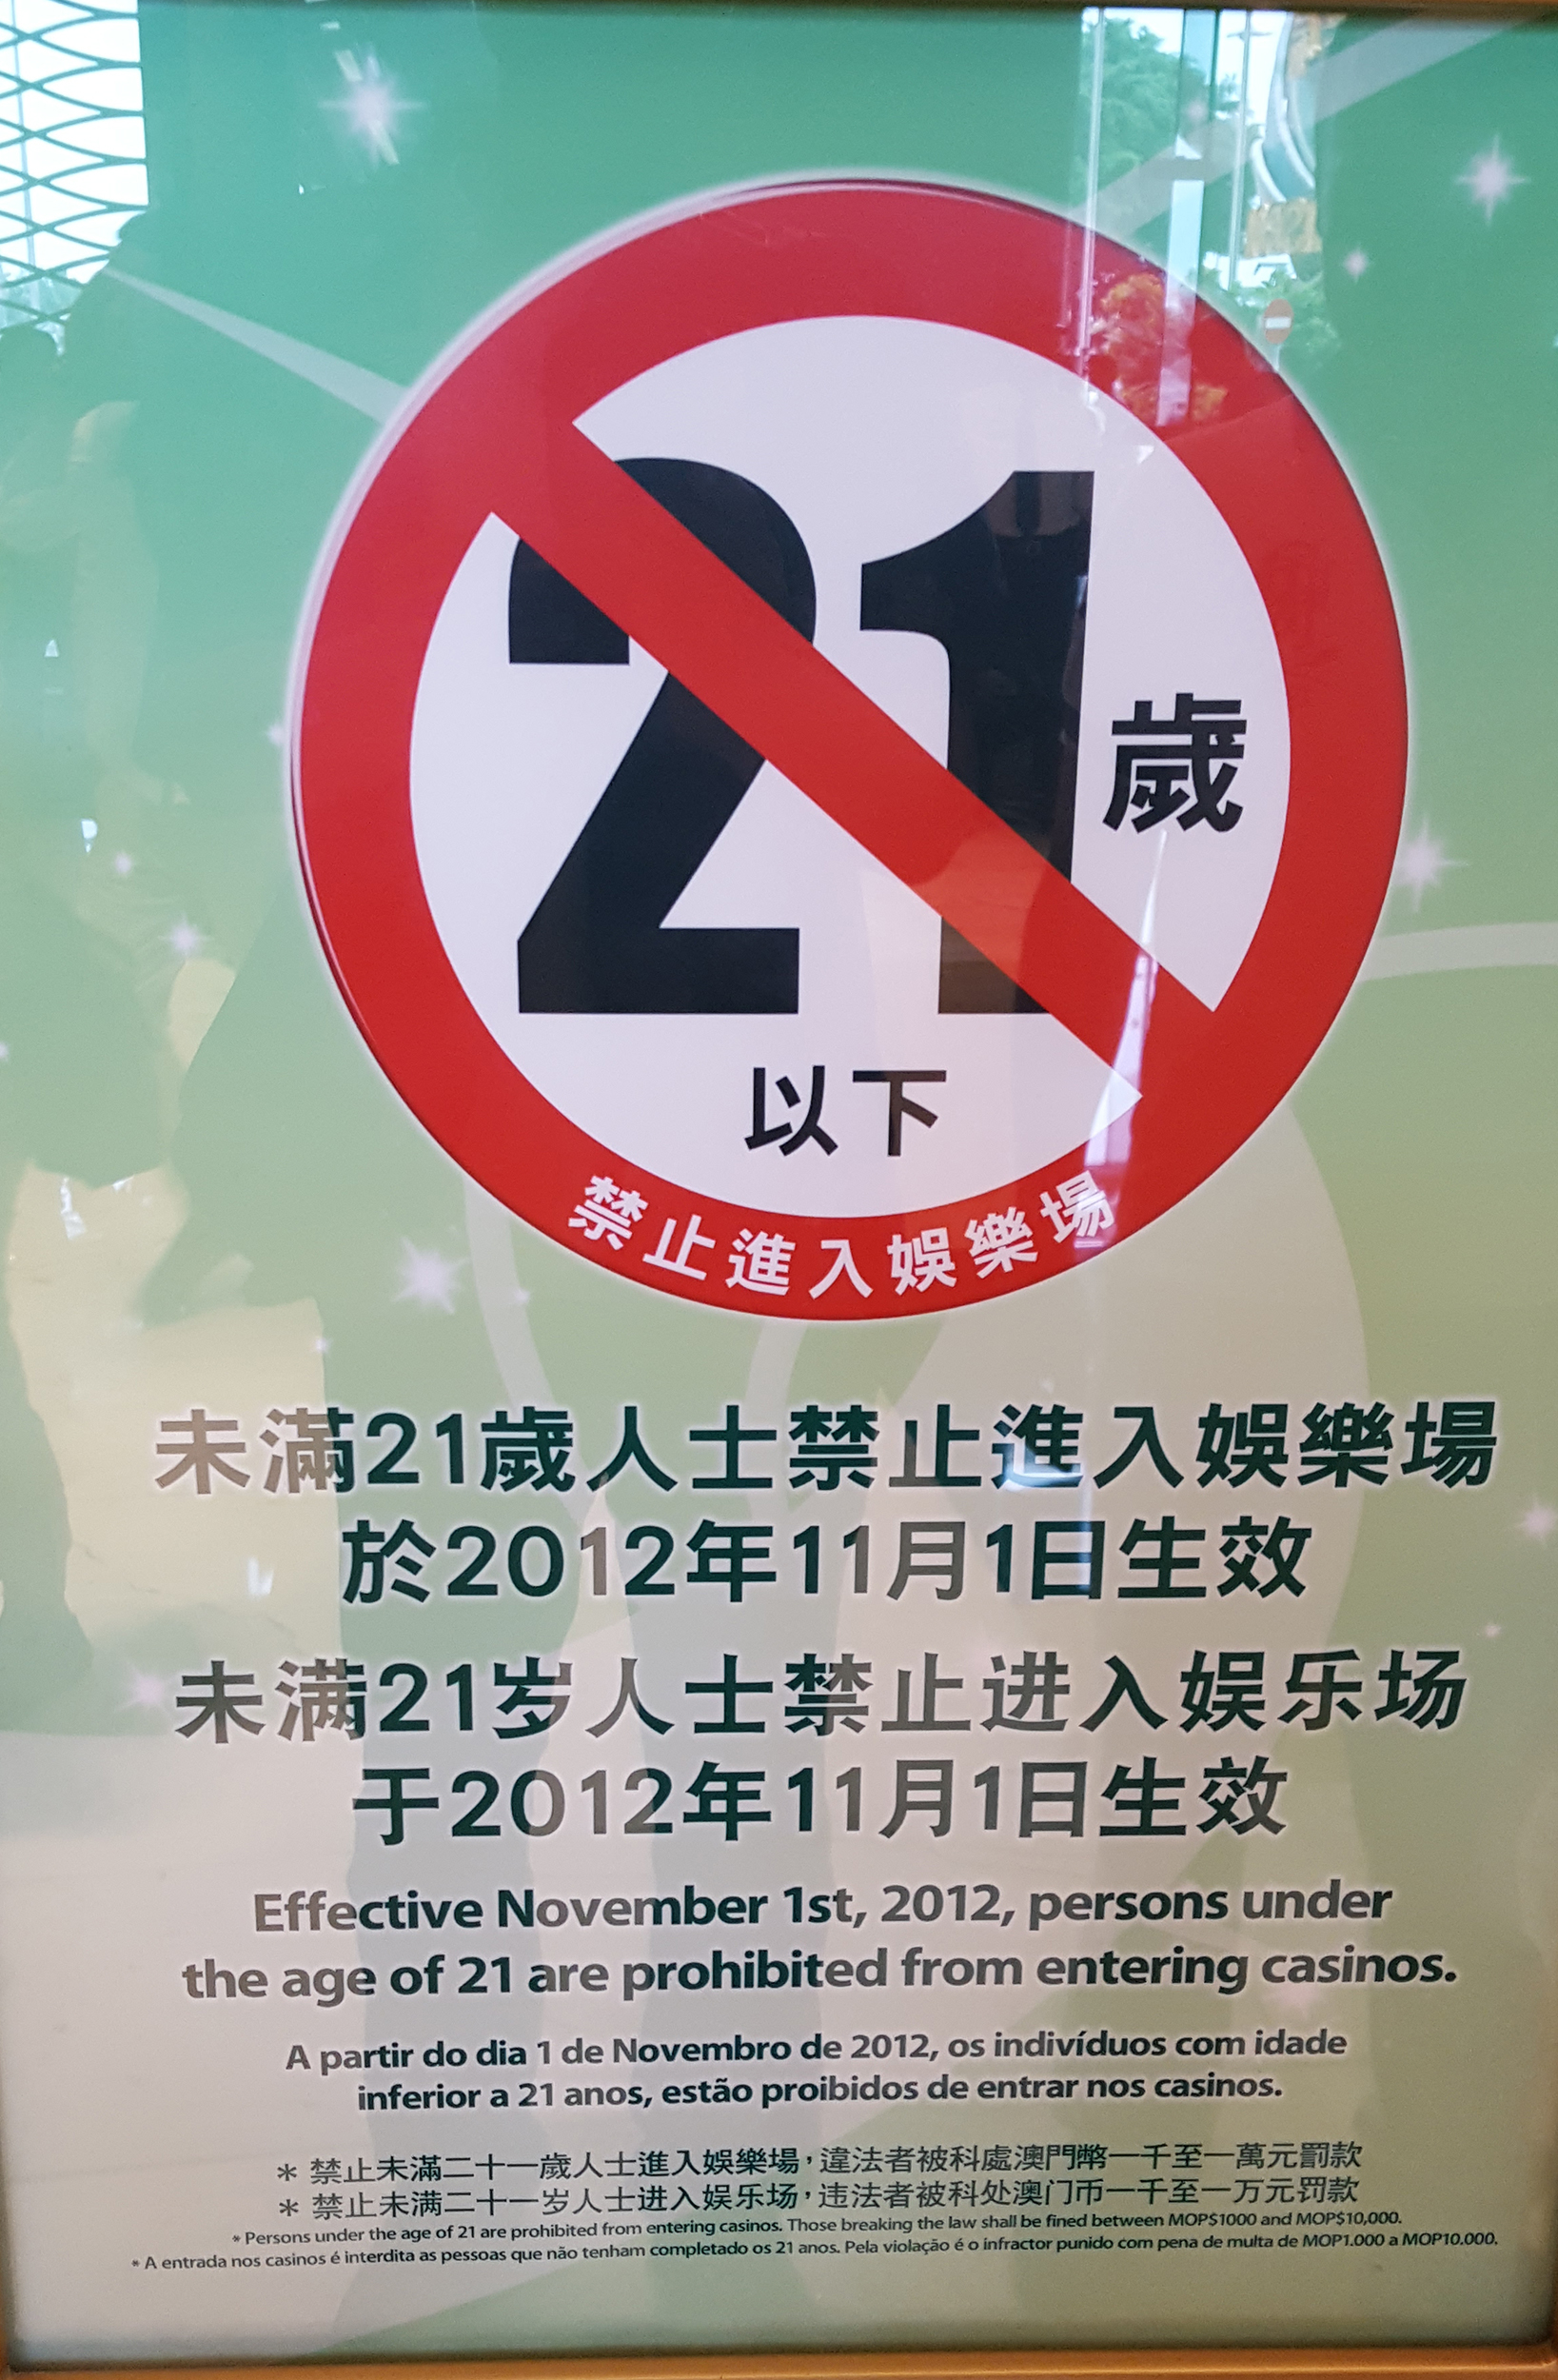 21歲
以下
禁止進入娛樂場
未滿21歲人士禁止進入娛樂場
於2012年11月1日生效
未满21岁人士禁止进入娱乐场
于2012年11月1日生效
Effective November 1st, 2012, persons under
the age of 21 are prohibited from entering casinos.
A partir do dia 1 de Novembro de 2012, os indivíduos com idade
inferior a 21 anos, estão proibidos de entrar nos casinos.
* 禁止未滿二十一歲人士進入娛樂場，違法者被科處澳門幣一千至一萬元罰款
* 禁止未满二十一岁人士进入娱乐场，违法者被科处澳门币一千至一万元罚款
* Persons under the age of 21 are prohibited from entering casinos. Those breaking the law shall be fined between MOP$1000 and MOP$10,000.
* A entrada nos casinos é interdita as pessoas que não tenham completado os 21 anos. Pela violação é o infractor punido com pena de multa de MOP1.000 a MOP10.000.